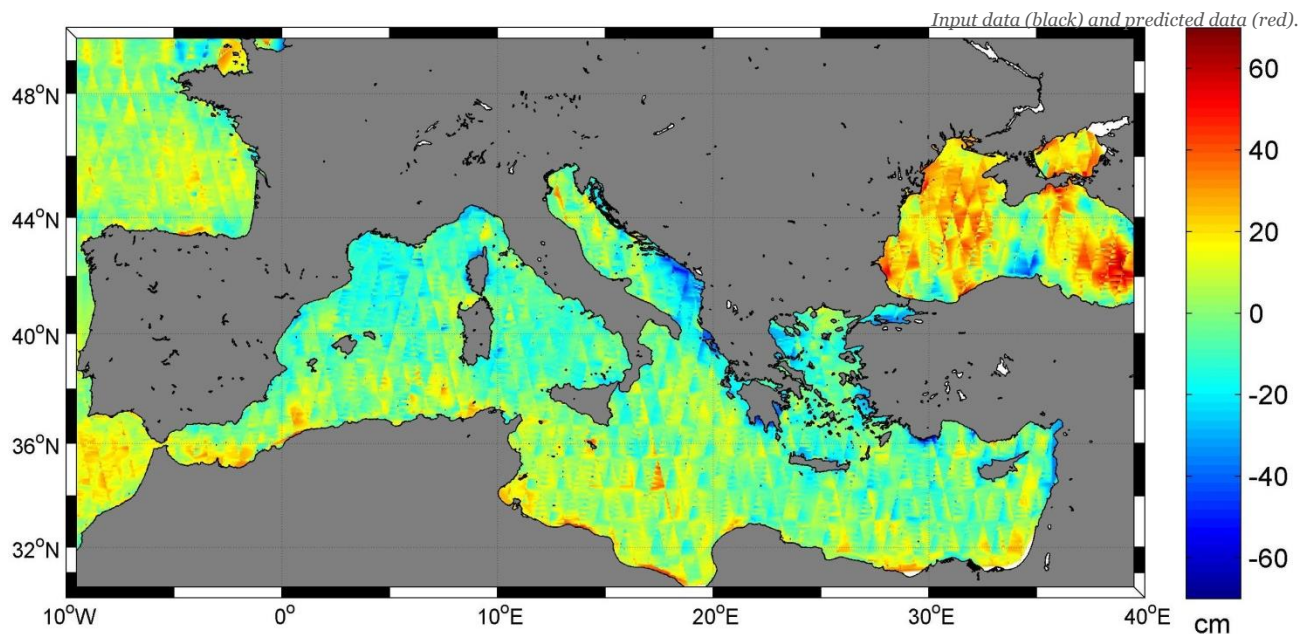 Input data (black) and predicted data (red).
48°N
44°N
40°N
36°N
32°N
10°W 0° 10°E 20°E 30°E 40°E
60
40
20
0
-20
-40
-60
cm